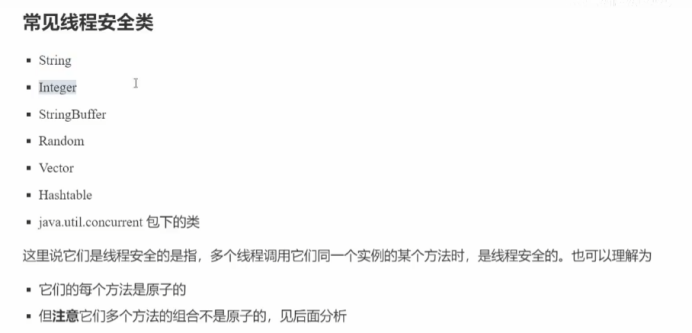 常见线程安全类
String
Integer
StringBuffer
Random
Vector
Hashtable
java.util.concurrent 包下的类
这里说它们是线程安全的是指，多个线程调用它们同一个实例的某个方法时，是线程安全的。也可以理解为
它们的每个方法是原子的
但注意它们多个方法的组合不是原子的，见后面分析